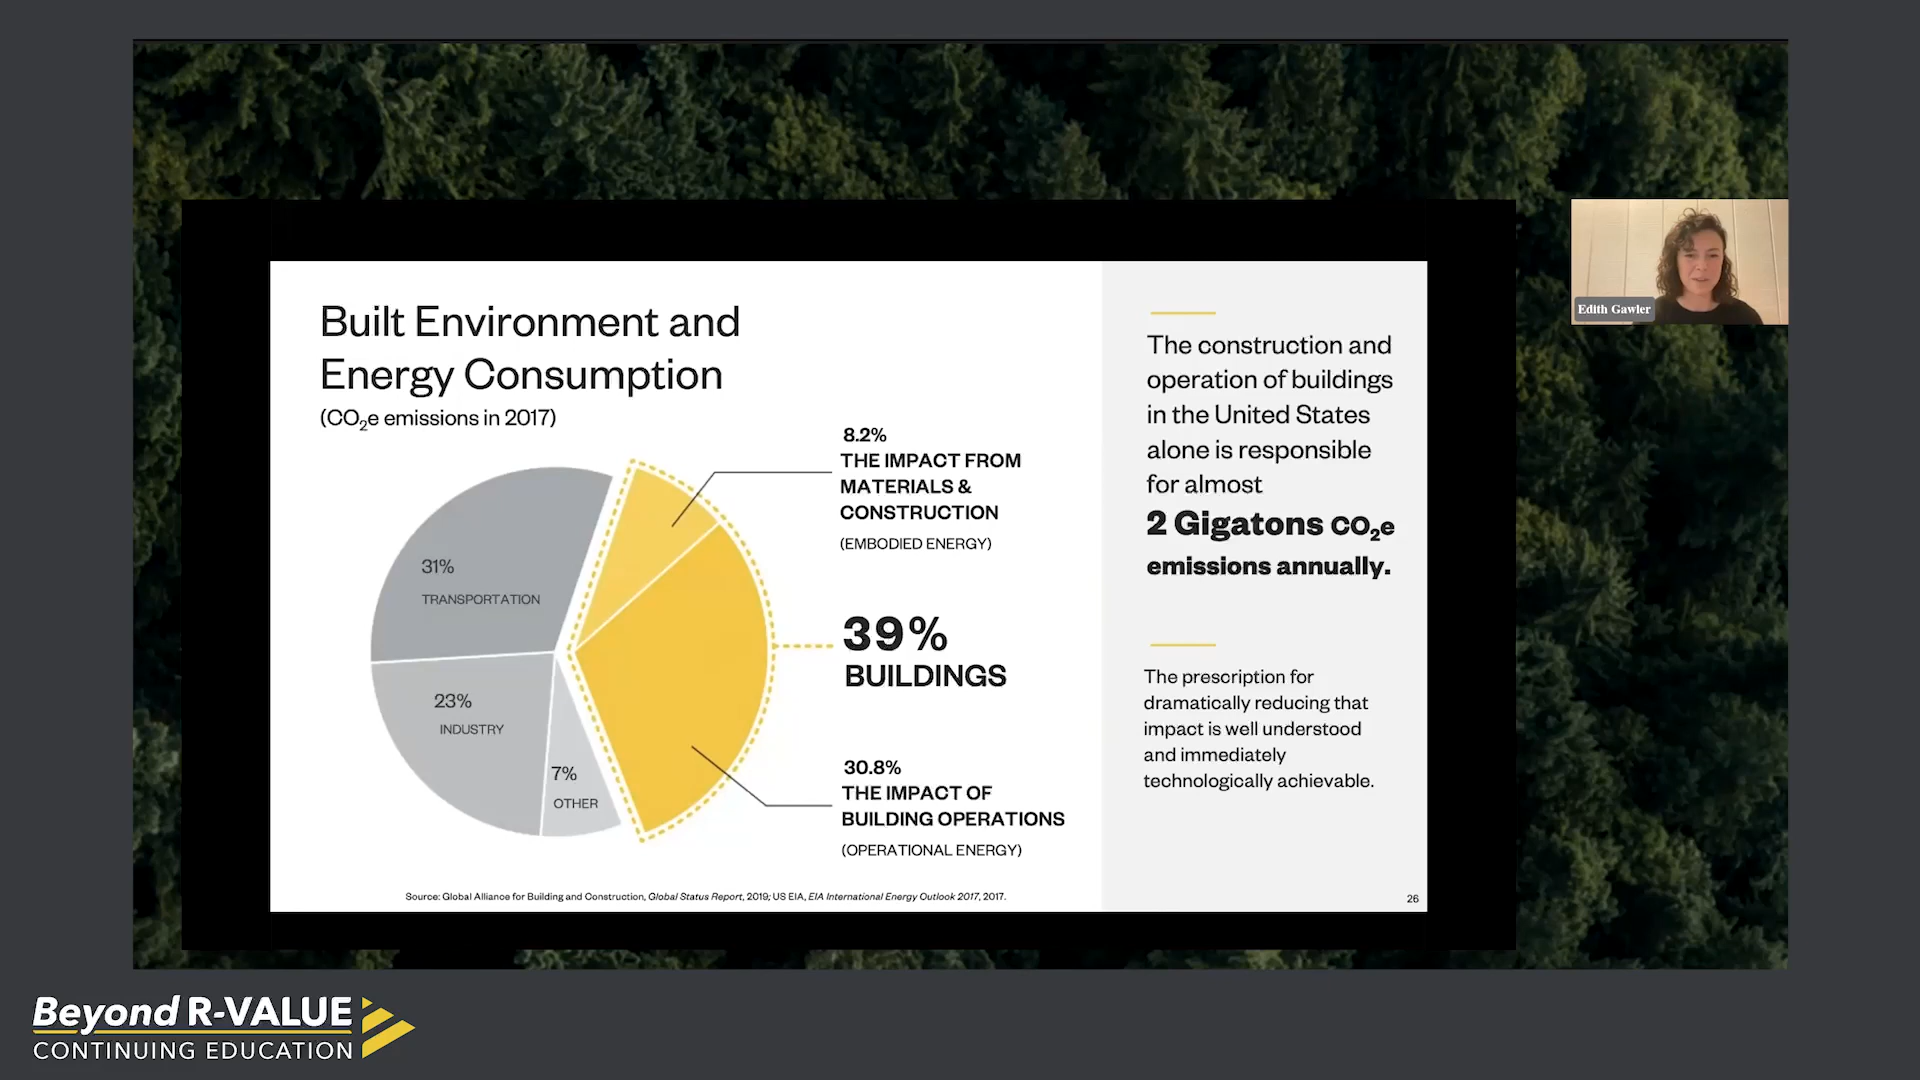 Built Environment and
Energy Consumption
(CO₂e emissions in 2017)
31%
TRANSPORTATION
23%
INDUSTRY
7%
OTHER
8.2%
THE IMPACT FROM
MATERIALS &
CONSTRUCTION
(EMBODIED ENERGY)
39%
BUILDINGS
30.8%
THE IMPACT OF
BUILDING OPERATIONS
(OPERATIONAL ENERGY)
Source: Global Alliance for Building and Construction, Global Status Report, 2019; US EIA, EIA International Energy Outlook 2017, 2017.
The construction and
operation of buildings
in the United States
alone is responsible
for almost
2 Gigatons CO₂e
emissions annually.
The prescription for
dramatically reducing that
impact is well understood
and immediately
technologically achievable.
26
Edith Gawler
Beyond R-VALUE
CONTINUING EDUCATION